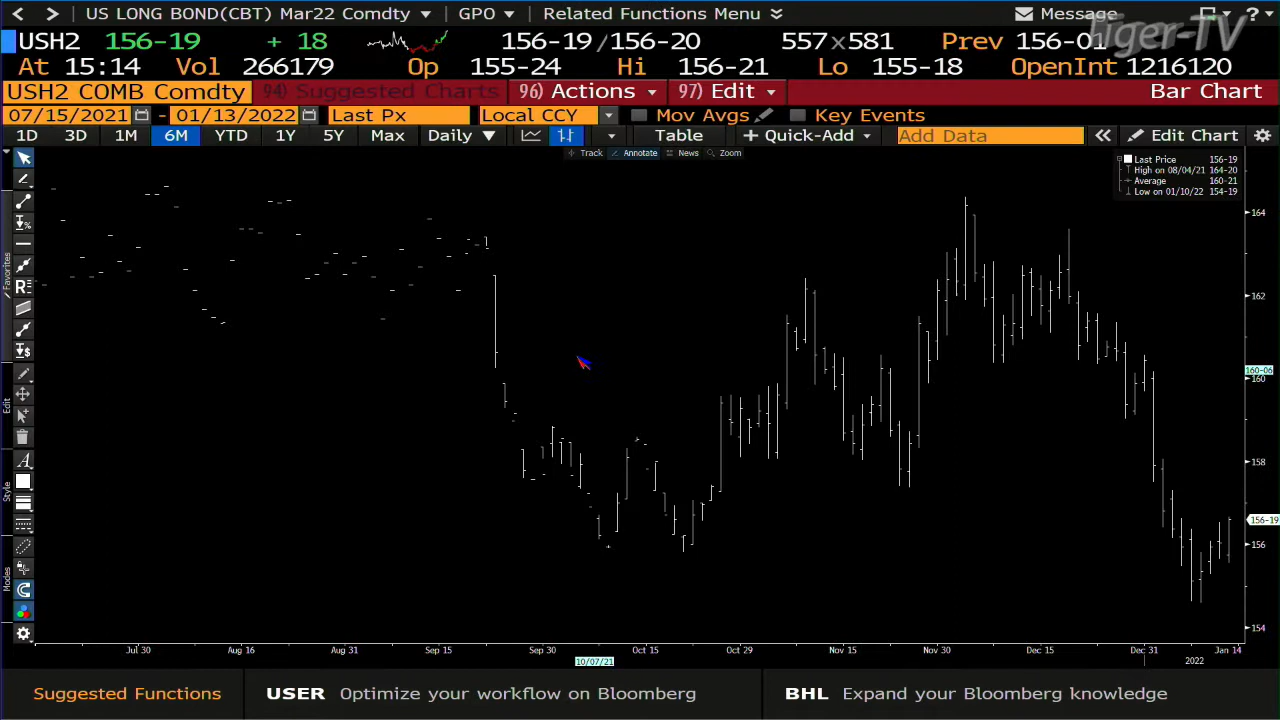 < > US LONG BOND(CBT) Mar22 Comdty GPO Related Functions Menu Message ?
USH2 156-19 + 18 156-19/156-20 557x581 Prev 156-01
At 15:14 Vol 266179 Op 155-24 Hi 156-21 Lo 155-18 OpenInt 1216120
USH2 COMB Comdty 94) Suggested Charts 96) Actions 97) Edit Bar Chart
07/15/2021 - 01/13/2022 Last Px Local CCY Mov Avgs Key Events
1D 3D 1M 6M YTD 1Y 5Y Max Daily Table + Quick-Add Add Data « Edit Chart
Track Annotate News Zoom
Last Price 156-19
High on 08/04/21 164-20
Average 160-21
Low on 01/10/22 154-19
Favorites
Edit
Style
Modes
164
162
160-06
160
158
156-19
156
154
Jul 30 Aug 16 Aug 31 Sep 15 Sep 30 Oct 15 Oct 29 Nov 15 Nov 30 Dec 15 Dec 31 Jan 14
10/07/21 2022
Suggested Functions USER Optimize your workflow on Bloomberg BHL Expand your Bloomberg knowledge